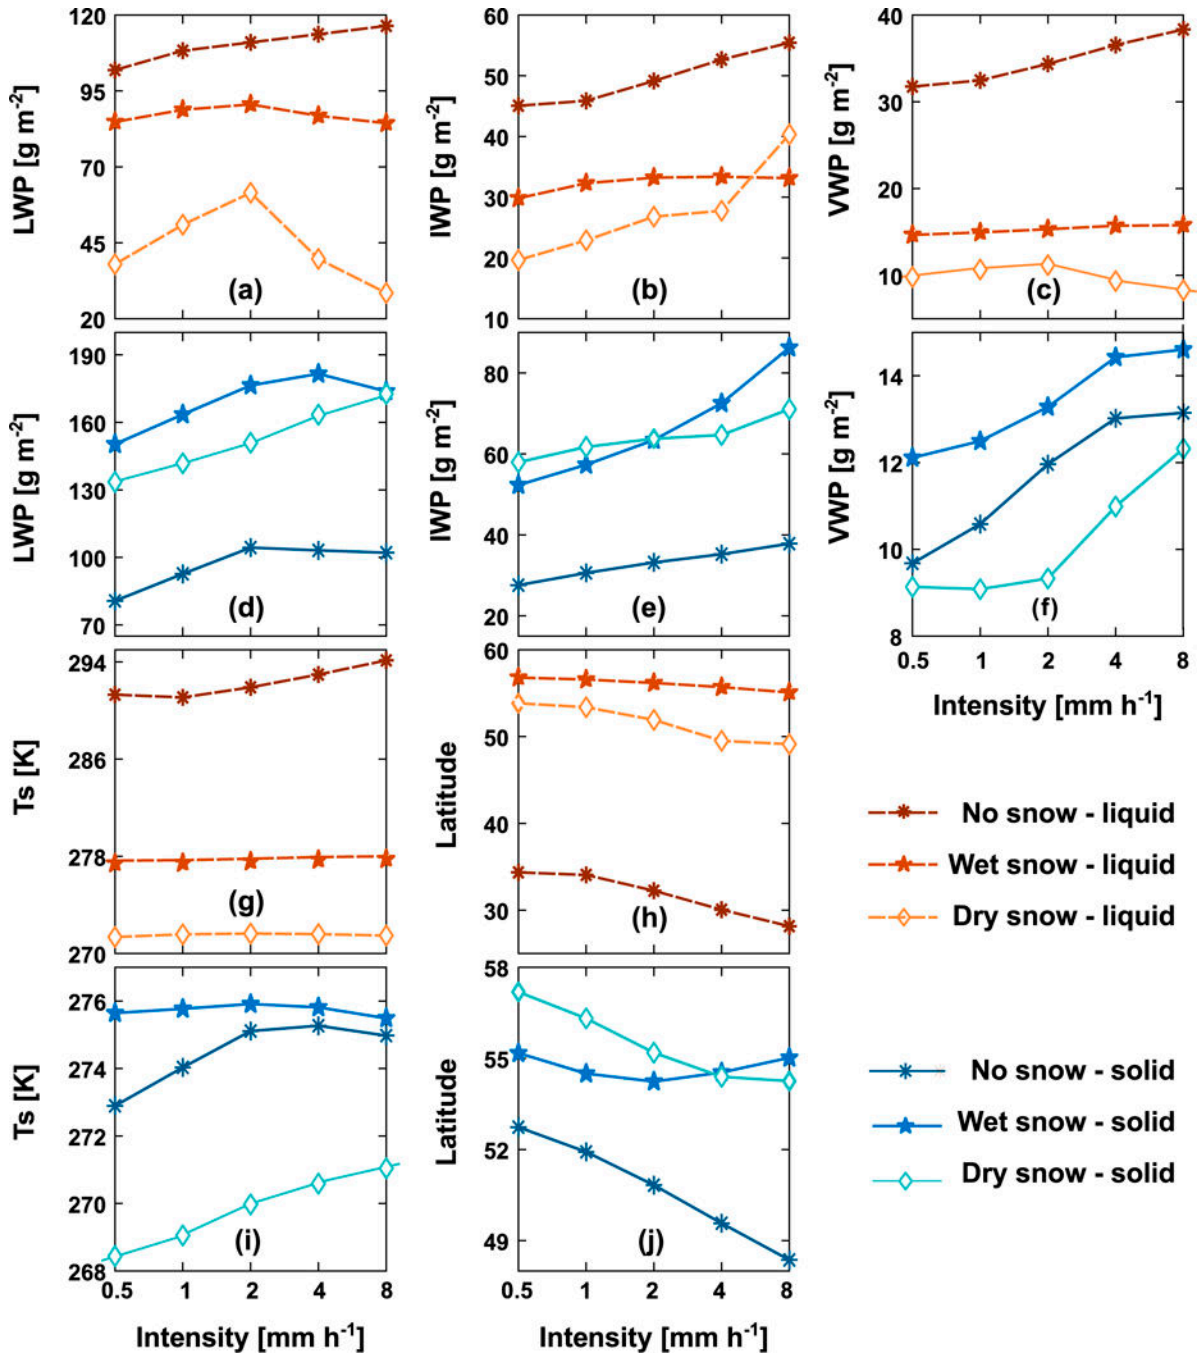 120
95
70
45
20
LWP [g m-2]
(a)
60
50
40
30
20
10
IWP [g m-2]
(b)
40
30
20
10
VWP [g m-2]
(c)
190
160
130
100
70
LWP [g m-2]
(d)
80
60
40
20
IWP [g m-2]
(e)
14
12
10
8
VWP [g m-2]
(f)
0.5 1 2 4 8
Intensity [mm h-1]
294
286
278
270
Ts [K]
(g)
60
50
40
30
Latitude
(h)
No snow - liquid
Wet snow - liquid
Dry snow - liquid
276
274
272
270
268
Ts [K]
(i)
0.5 1 2 4 8
Intensity [mm h-1]
58
55
52
49
Latitude
(j)
0.5 1 2 4 8
Intensity [mm h-1]
No snow - solid
Wet snow - solid
Dry snow - solid